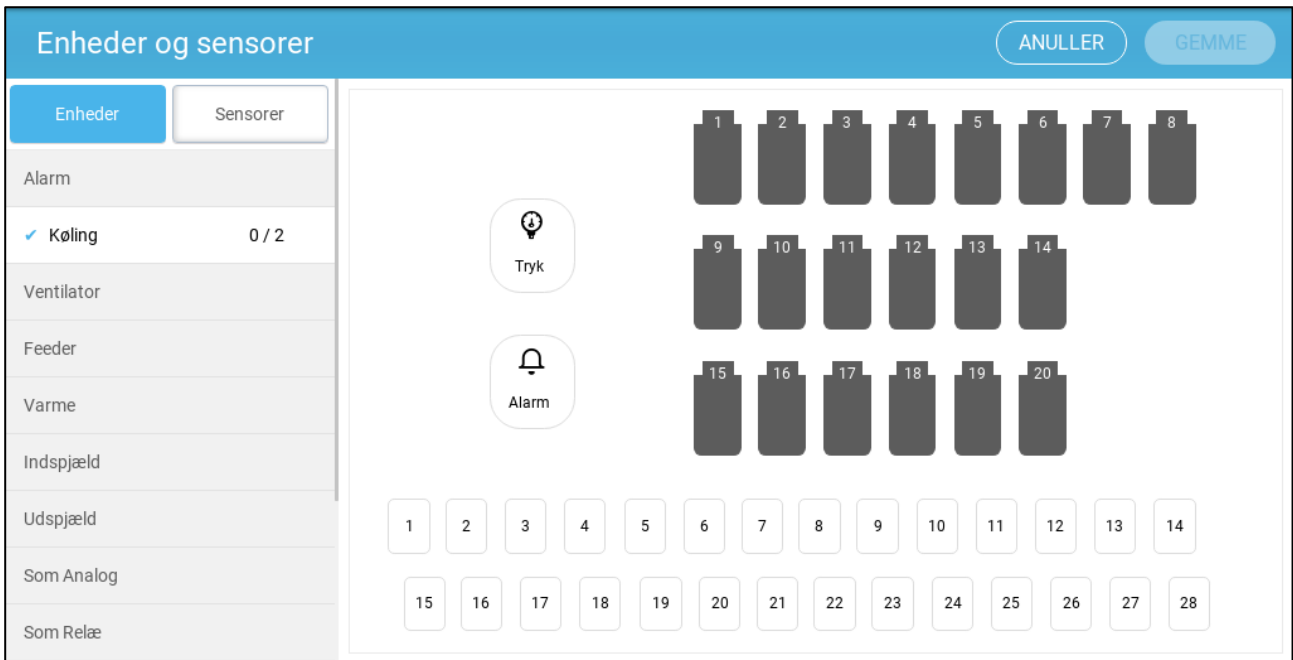 Enheder og sensorer ANULLER GEMME
Enheder Sensorer
Alarm
✔ Køling 0 / 2
Ventilator
Feeder
Varme
Indspjæld
Udspjæld
Som Analog
Som Relæ
1 2 3 4 5 6 7 8
Tryk
9 10 11 12 13 14
Alarm
15 16 17 18 19 20
1 2 3 4 5 6 7 8 9 10 11 12 13 14
15 16 17 18 19 20 21 22 23 24 25 26 27 28